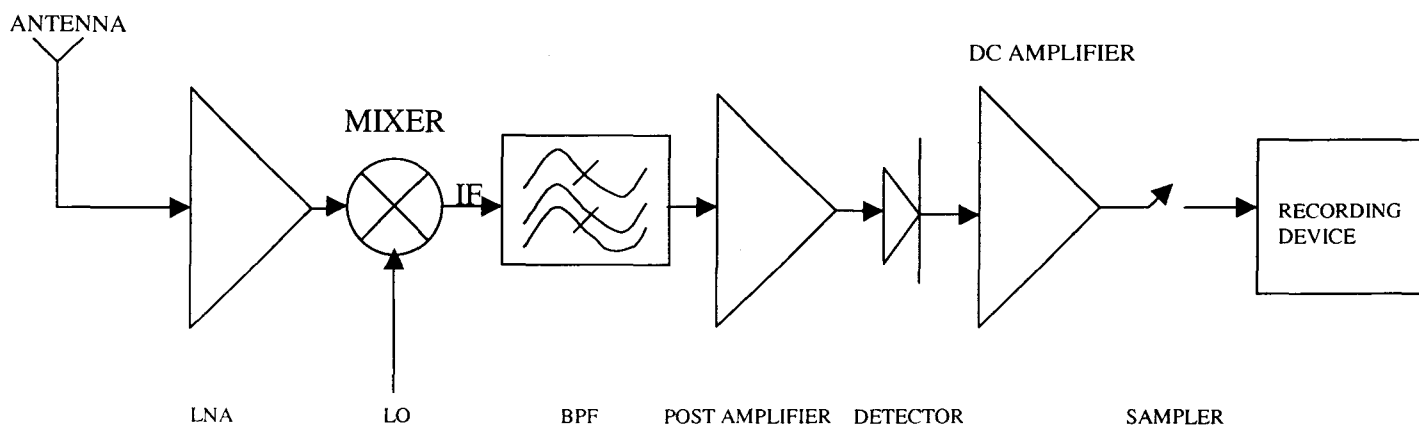 ANTENNA
DC AMPLIFIER
MIXER
IF
RECORDING
DEVICE
LNA
LO
BPF
POST AMPLIFIER
DETECTOR
SAMPLER